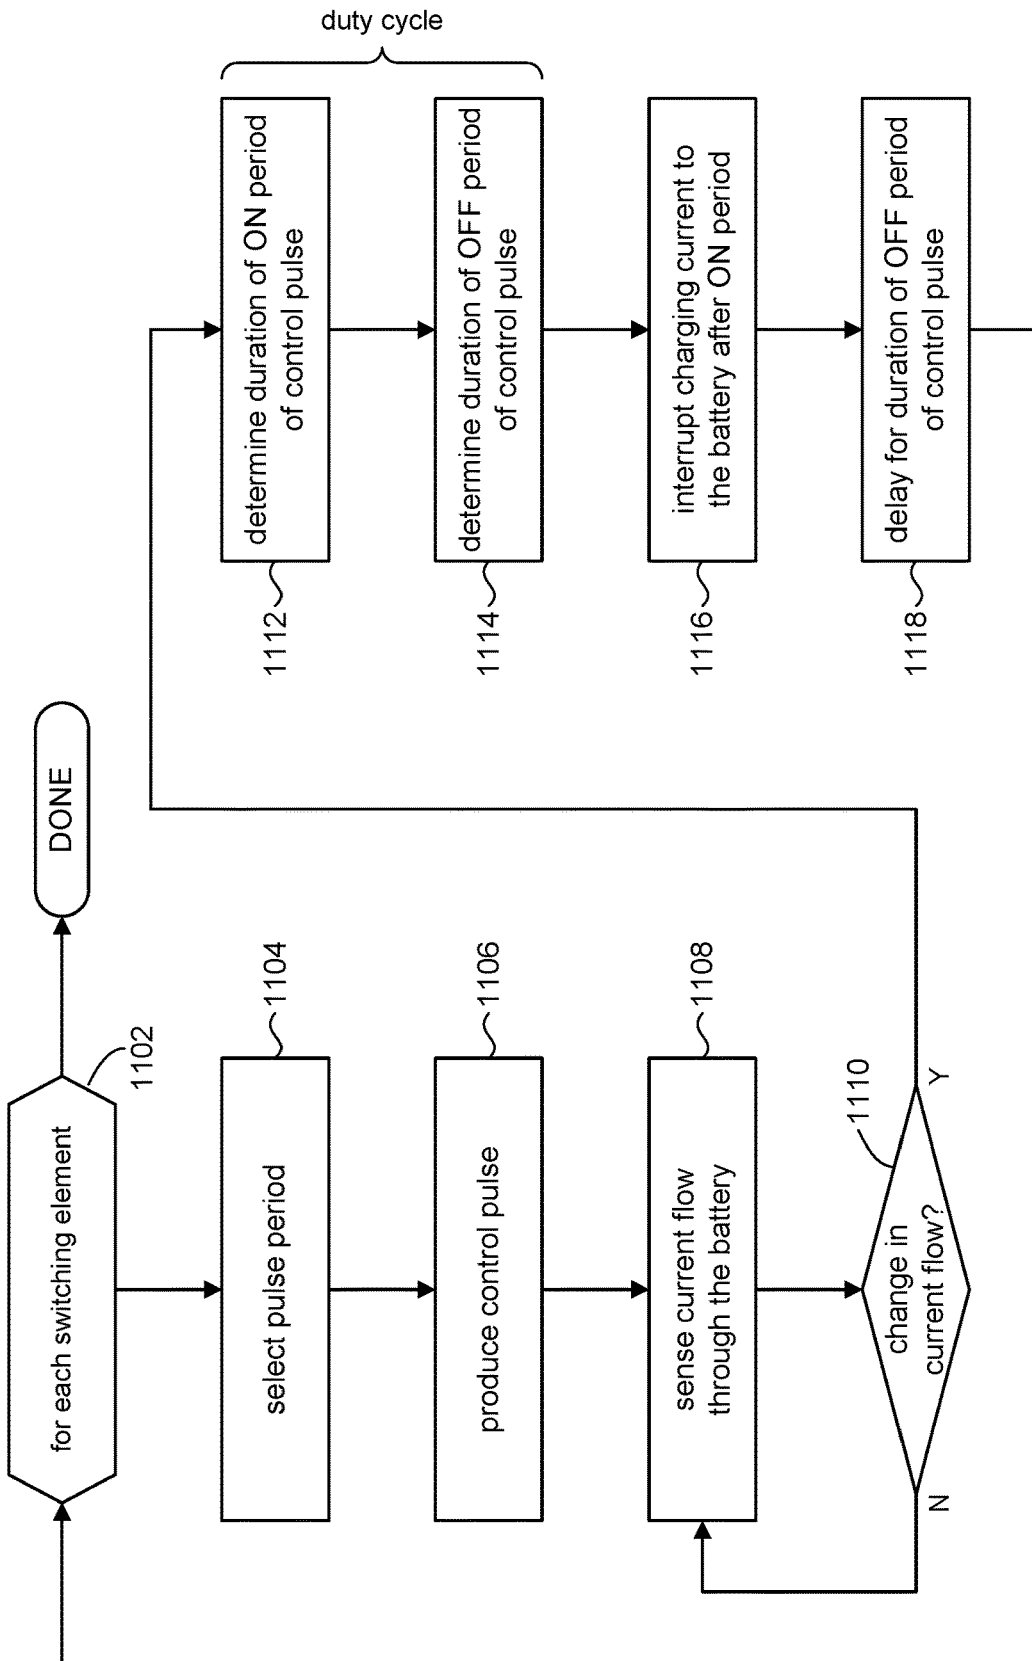 for each switching element
1102
DONE
select pulse period
1104
produce control pulse
1106
sense current flow
through the battery
1108
change in
current flow?
1110
N
Y
duty cycle
determine duration of ON period
of control pulse
1112
determine duration of OFF period
of control pulse
1114
interrupt charging current to
the battery after ON period
1116
delay for duration of OFF period
of control pulse
1118